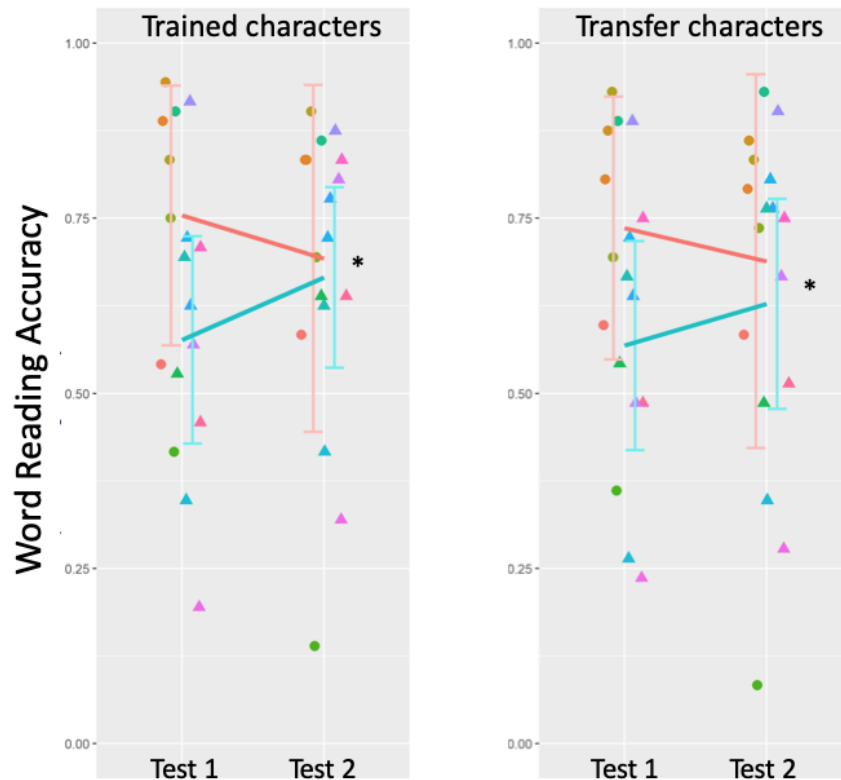 Trained characters
Transfer characters
Word Reading Accuracy
1.00
0.75
0.50
0.25
0.00
*
Test 1
Test 2
1.00
0.75
0.50
0.25
0.00
*
Test 1
Test 2